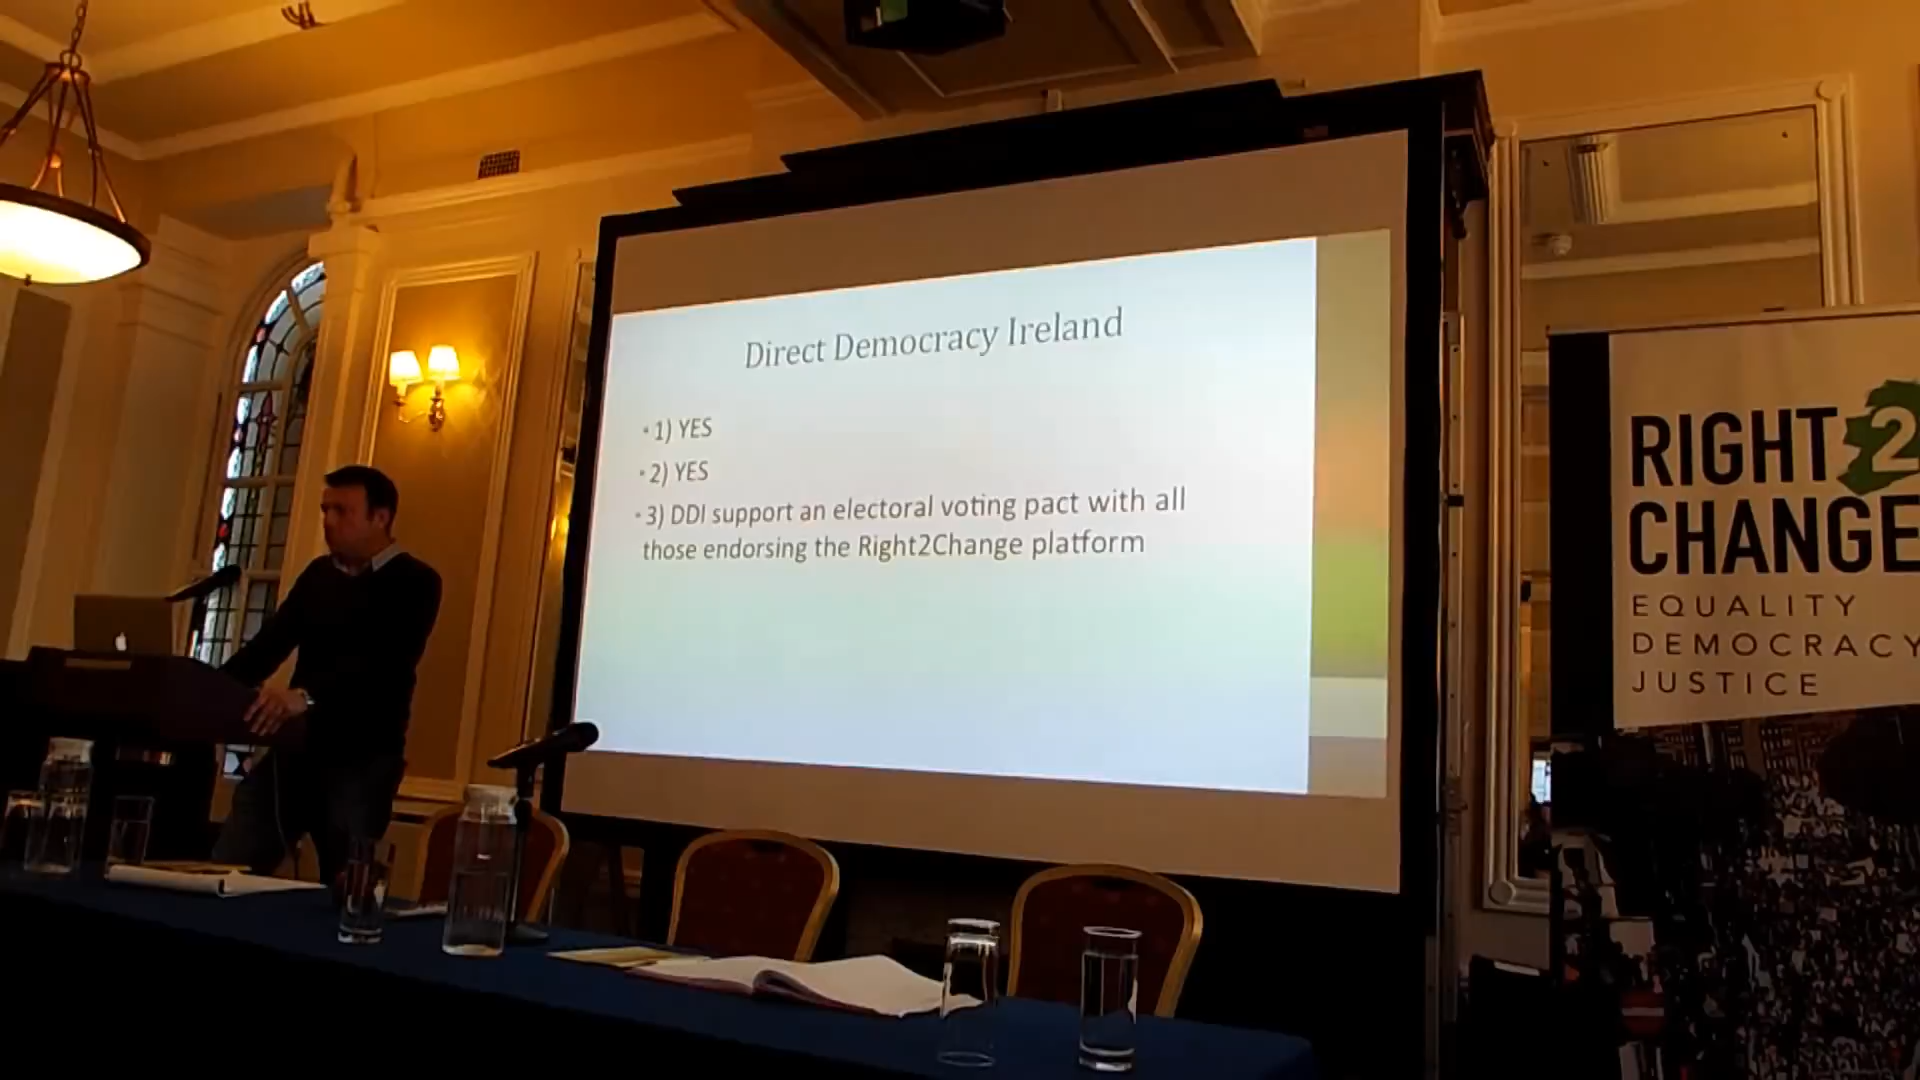 Direct Democracy Ireland
• 1) YES
• 2) YES
• 3) DDI support an electoral voting pact with all
those endorsing the Right2Change platform
RIGHT2
CHANGE
EQUALITY
DEMOCRACY
JUSTICE